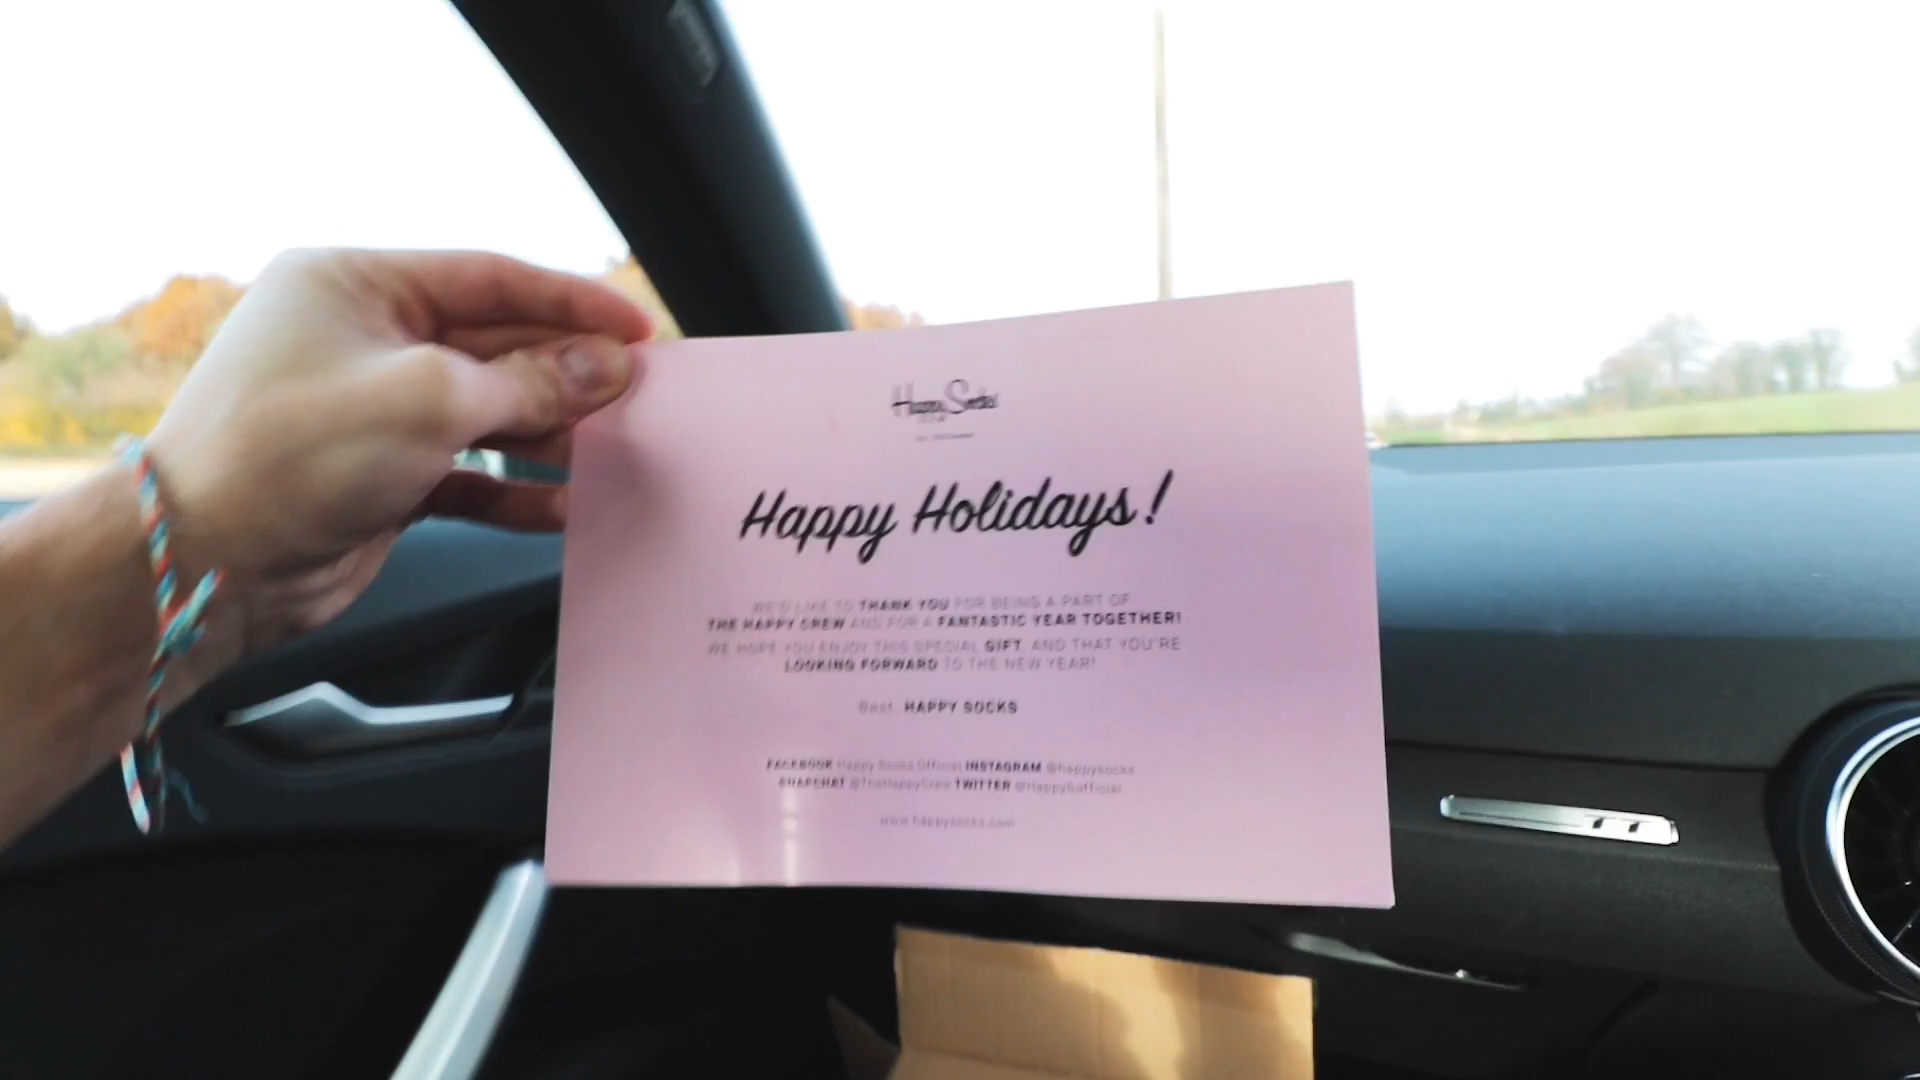 Happy Socks
Happy Holidays!
WE'D LIKE TO THANK YOU FOR BEING A PART OF
THE HAPPY CREW AND FOR A FANTASTIC YEAR TOGETHER!
WE HOPE YOU ENJOY THIS SPECIAL GIFT, AND THAT YOU'RE
LOOKING FORWARD TO THE NEW YEAR!
Best, HAPPY SOCKS
FACEBOOK Happy Socks Official INSTAGRAM @happysocks
SNAPCHAT @TheHappyCrew TWITTER @HappySofficial
www.happysocks.com
TT